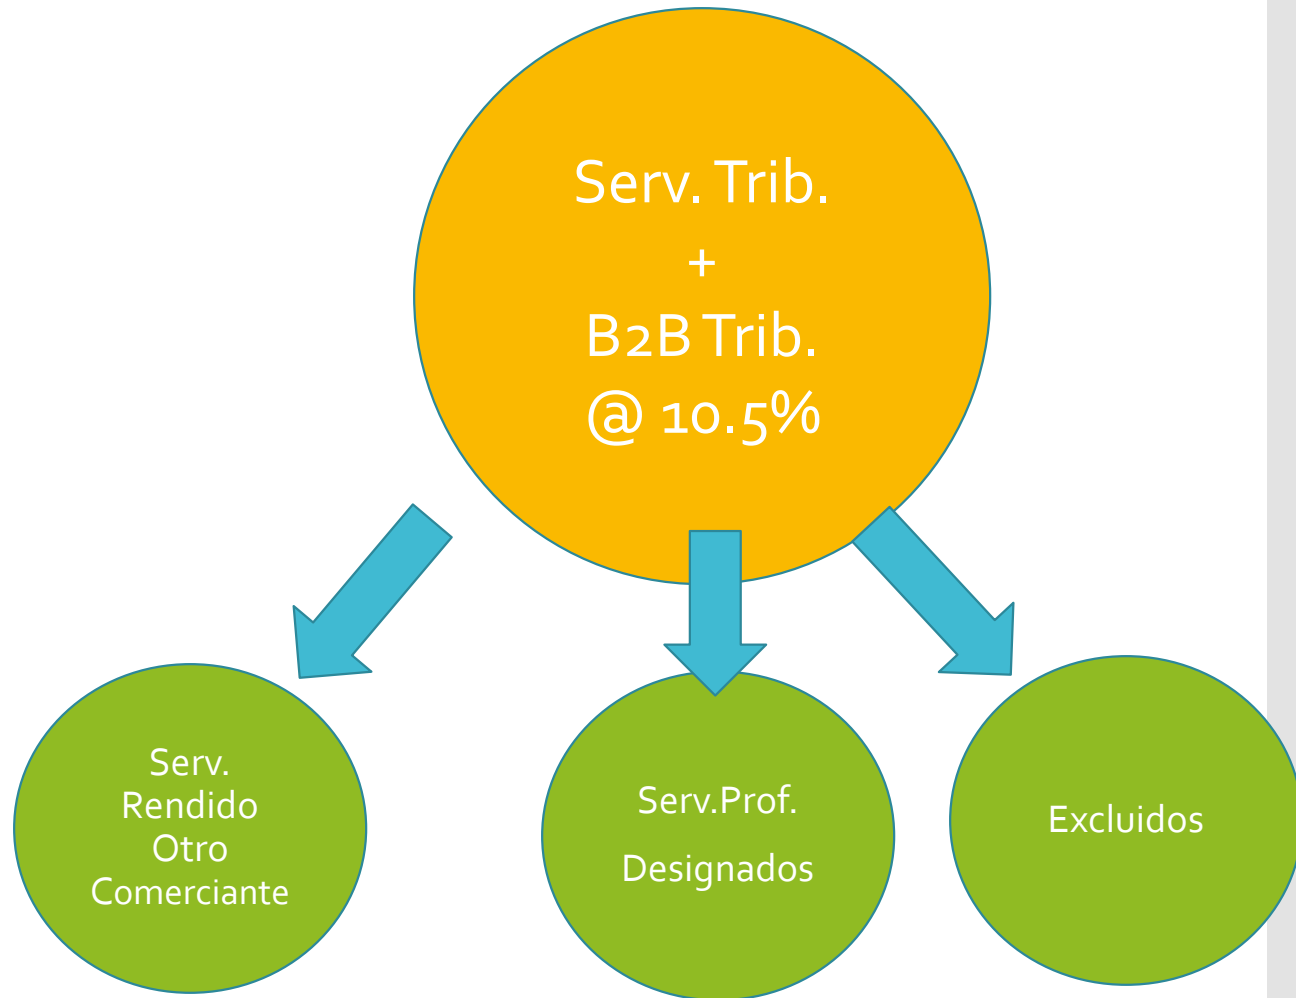 Serv. Trib.
+
B2B Trib.
@ 10.5%
Serv.
Rendido
Otro
Comerciante
Serv.Prof.
Designados
Excluidos